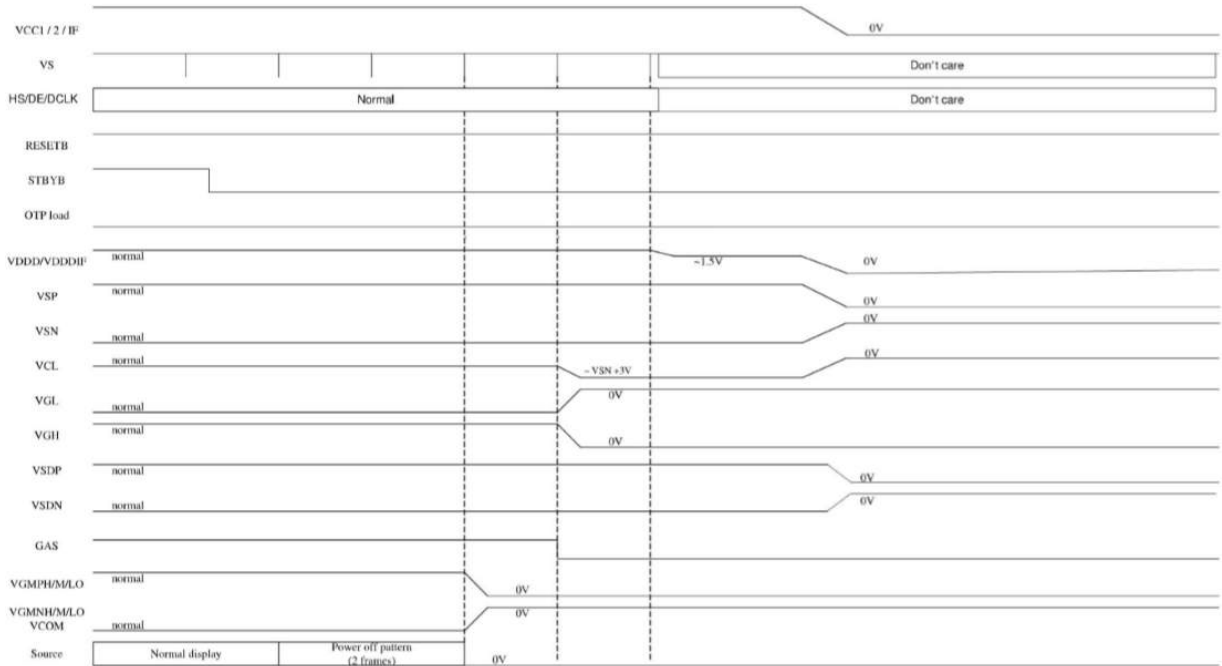 VCC1 / 2 / IF
0V
VS
Don't care
HS/DE/DCLK
Normal
Don't care
RESETB
STBYB
OTP load
VDDD/VDDDIF
normal
~1.5V
0V
VSP
normal
0V
VSN
normal
0V
VCL
normal
~ VSN +3V
0V
VGL
normal
0V
VGH
normal
0V
VSDP
normal
0V
VSDN
normal
0V
GAS
VGMPH/M/LO
normal
0V
VGMNH/M/LO
VCOM
normal
0V
Source
Normal display
Power off pattern
(2 frames)
0V